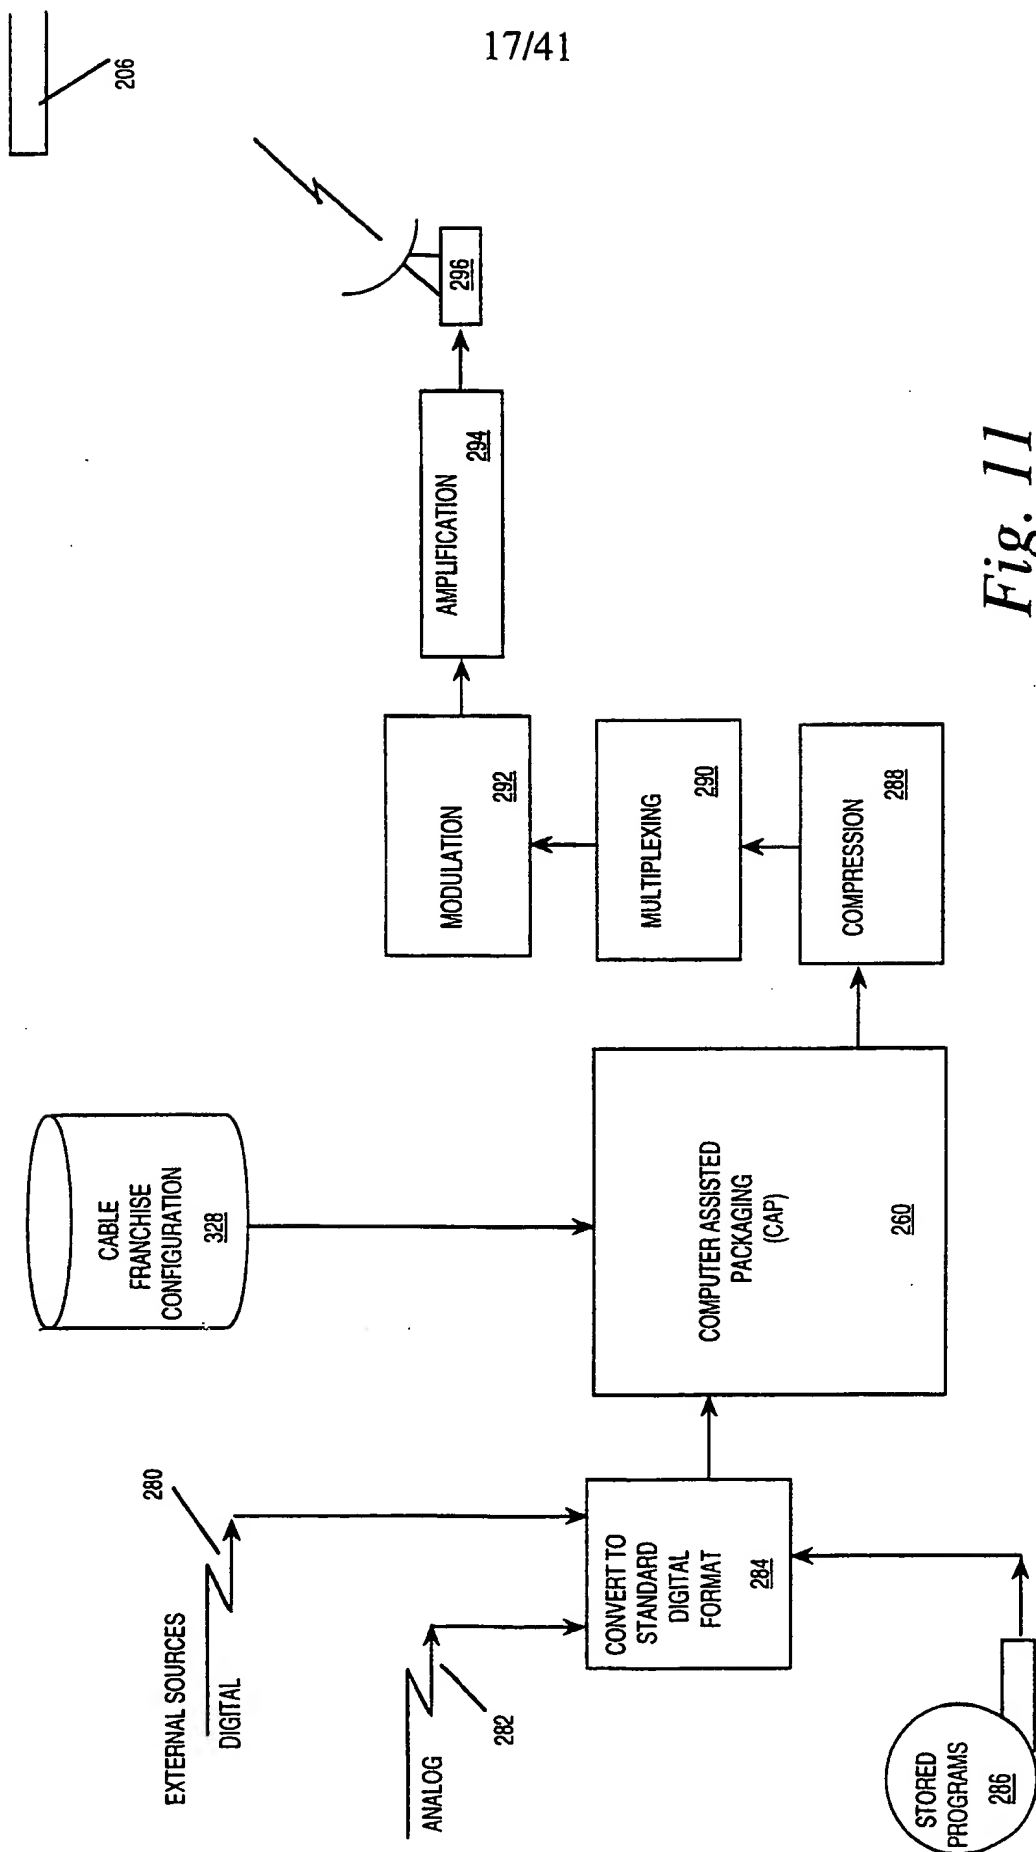 17/41
206
296
AMPLIFICATION
294
MODULATION
292
MULTIPLEXING
290
COMPRESSION
288
CABLE
FRANCHISE
CONFIGURATION
328
COMPUTER ASSISTED
PACKAGING
(CAP)
260
EXTERNAL SOURCES
DIGITAL
280
ANALOG
282
CONVERT TO
STANDARD
DIGITAL
FORMAT
284
STORED
PROGRAMS
286
Fig. 11